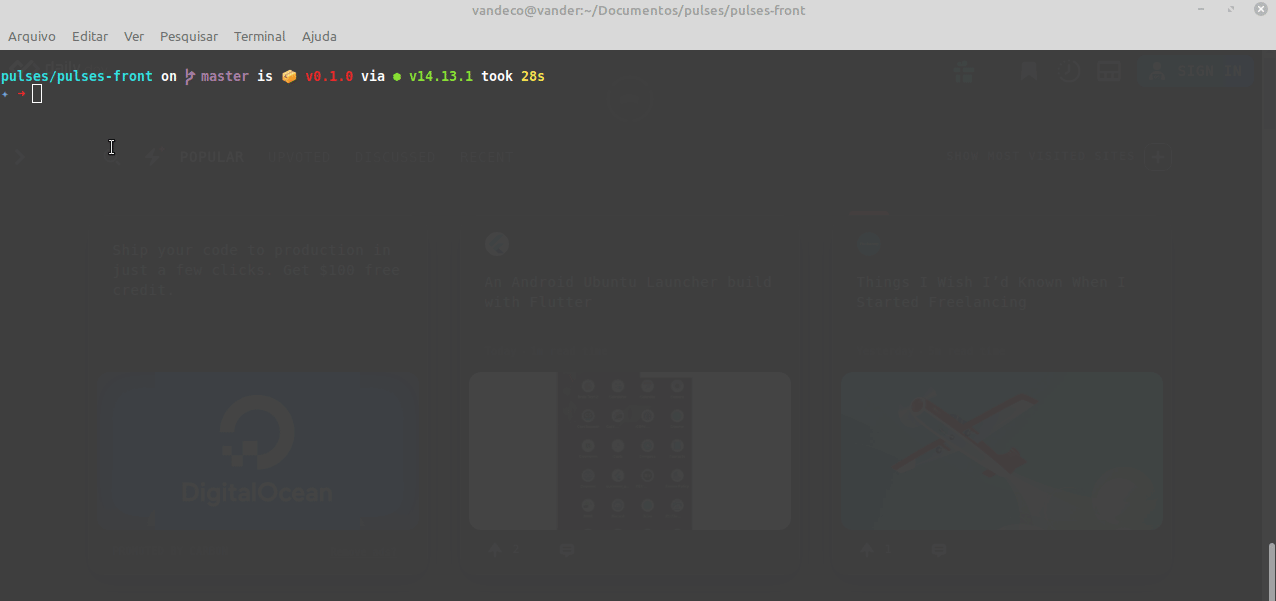 vandeco@vander:~/Documentos/pulses/pulses-front
Arquivo Editar Ver Pesquisar Terminal Ajuda
pulses/pulses-front on master is 📦 v0.1.0 via ⬢ v14.13.1 took 28s
✦ ➜
SIGN IN
POPULAR UPVOTED DISCUSSED RECENT
Ship your code to production in
just a few clicks. Get $100 free
credit
An Android Ubuntu Launcher build
with Flutter
Things I Wish I'd Known When I
Started Freelancing
DigitalOcean